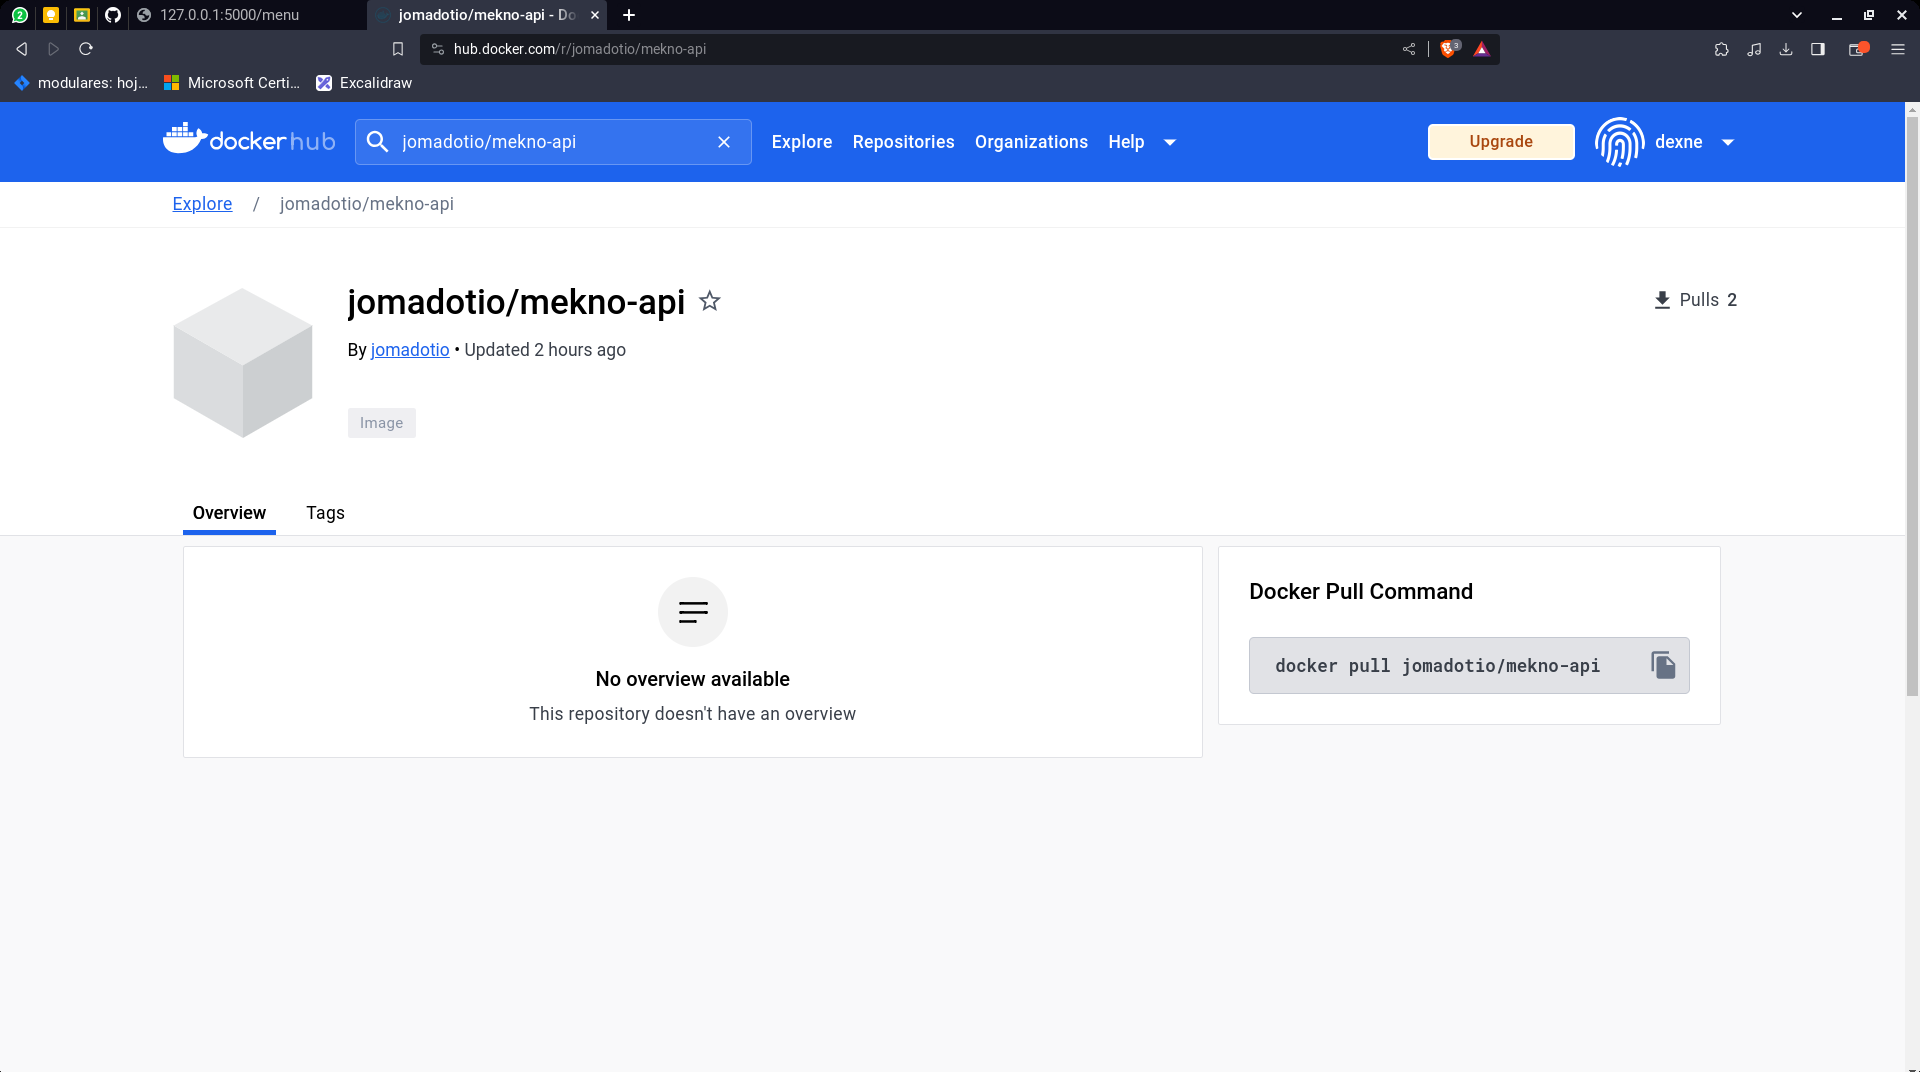 2
127.0.0.1:5000/menu
jomadotio/mekno-api - Do
hub.docker.com/r/jomadotio/mekno-api
3
modulares: hoj...
Microsoft Certi...
Excalidraw
docker hub
jomadotio/mekno-api
Explore
Repositories
Organizations
Help
Upgrade
dexne
Explore / jomadotio/mekno-api
jomadotio/mekno-api
Pulls 2
By jomadotio • Updated 2 hours ago
Image
Overview
Tags
No overview available
This repository doesn't have an overview
Docker Pull Command
docker pull jomadotio/mekno-api